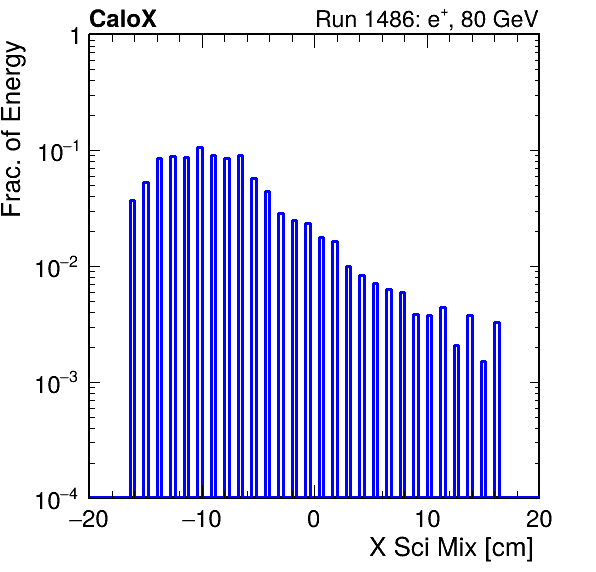 CaloX Run 1486: e⁺, 80 GeV
Frac. of Energy
1
10⁻¹
10⁻²
10⁻³
10⁻⁴
−20 −10 0 10 20
X Sci Mix [cm]